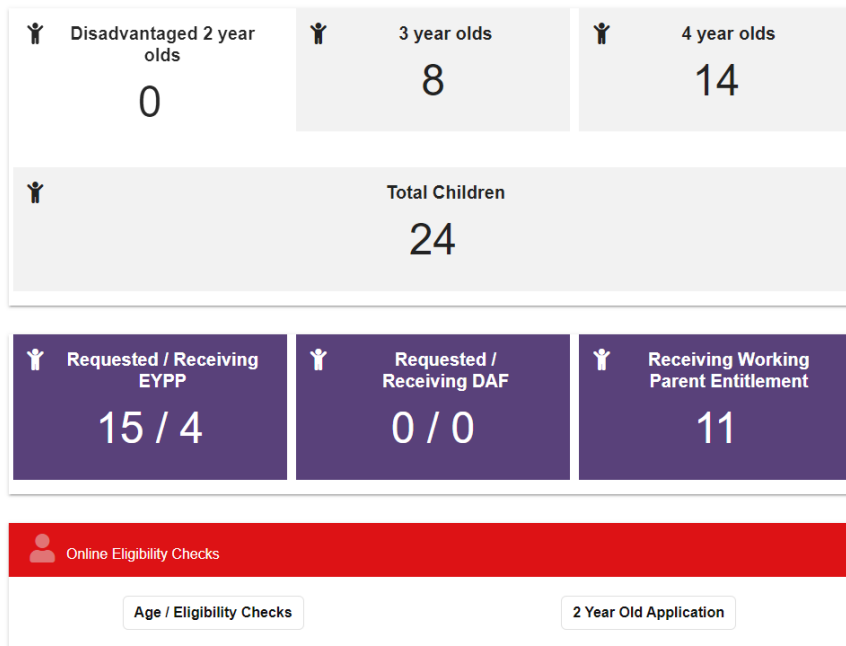 Disadvantaged 2 year
olds
0
3 year olds
8
4 year olds
14
Total Children
24
Requested / Receiving
EYPP
15 / 4
Requested /
Receiving DAF
0 / 0
Receiving Working
Parent Entitlement
11
Online Eligibility Checks
Age / Eligibility Checks
2 Year Old Application